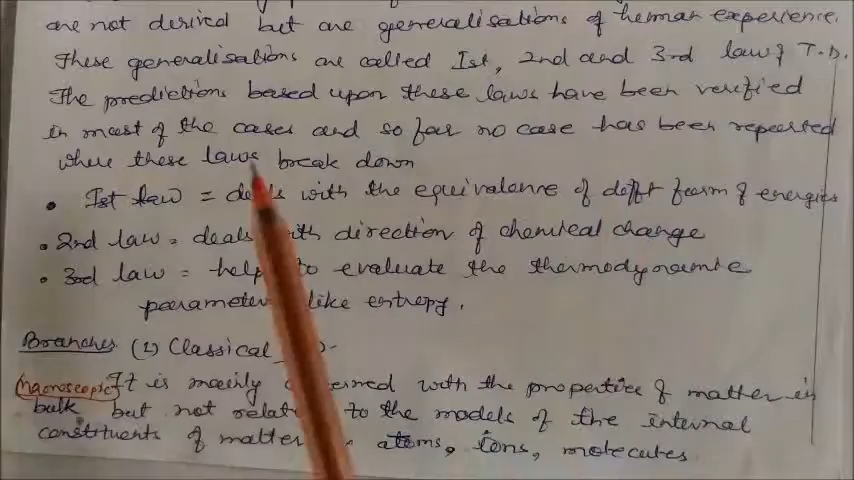 are not derived but are generalisations of human experience.
These generalisations are called Ist, 2nd and 3rd law of T.D.
The predictions based upon these laws have been verified
in most of the cases and so far no case has been reported
where these laws break down
• Ist law = deals with the equivalence of difft form of energies
• 2nd law = deals with direction of chemical change
• 3rd law = help to evaluate the thermodynamic
parameter like entropy.
Branches (1) Classical
Macroscopic It is mainly with the properties of matter in
bulk but not to the models of the internal
constituents of matter atoms, ions, molecules